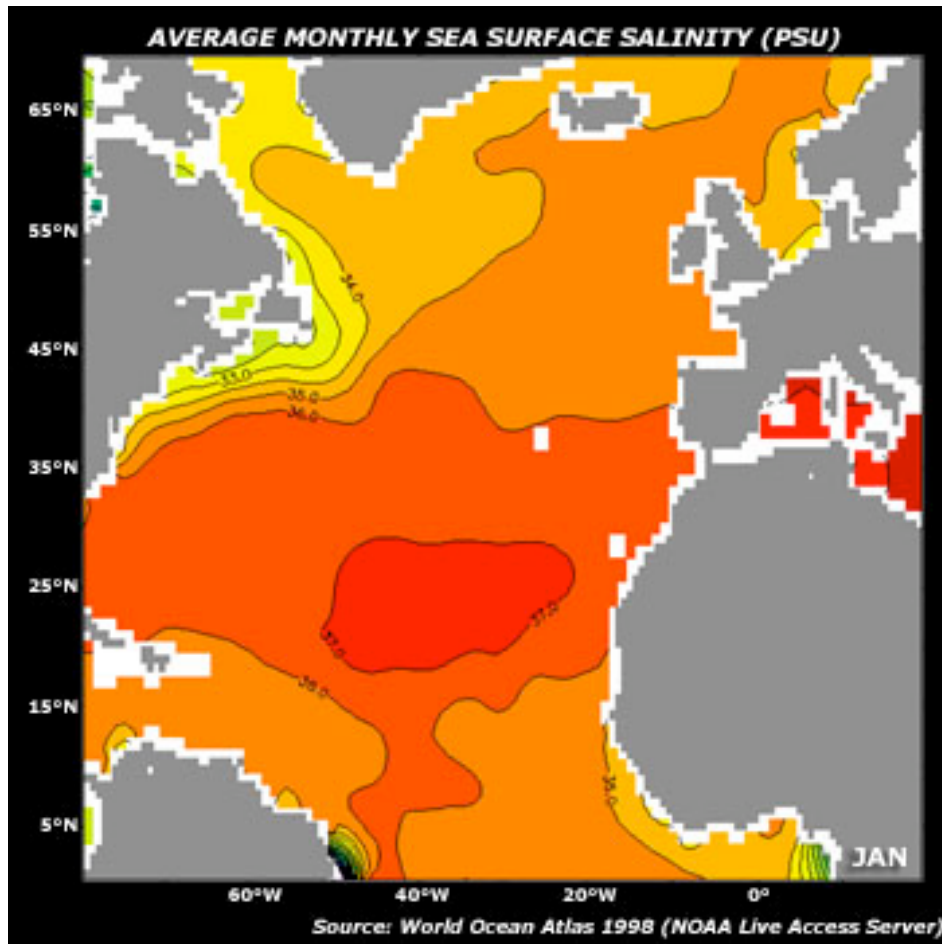 AVERAGE MONTHLY SEA SURFACE SALINITY (PSU)
65°N
55°N
34.0
45°N
33.0
35.0
36.0
35°N
25°N
37.0
37.0
36.0
15°N
35.0
5°N
JAN
60°W 40°W 20°W 0°
Source: World Ocean Atlas 1998 (NOAA Live Access Server)